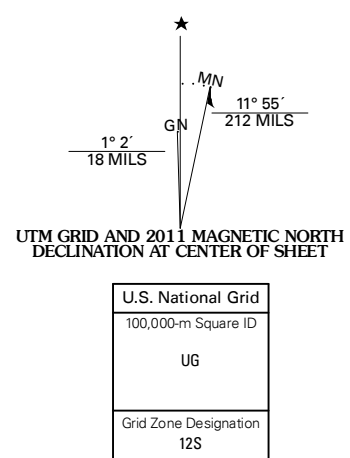 ★
MN
GN
11° 55´
212 MILS
1° 2´
18 MILS
UTM GRID AND 2011 MAGNETIC NORTH
DECLINATION AT CENTER OF SHEET
U.S. National Grid
100,000-m Square ID
UG
Grid Zone Designation
12S